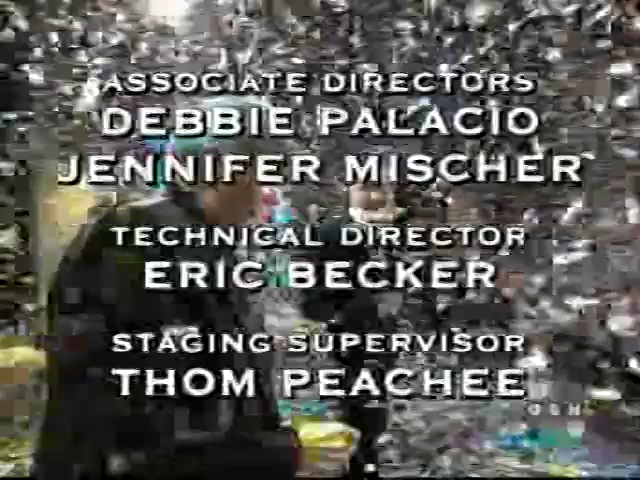 ASSOCIATE DIRECTORS
DEBBIE PALACIO
JENNIFER MISCHER
TECHNICAL DIRECTOR
ERIC BECKER
STAGING SUPERVISOR
THOM PEACHEE